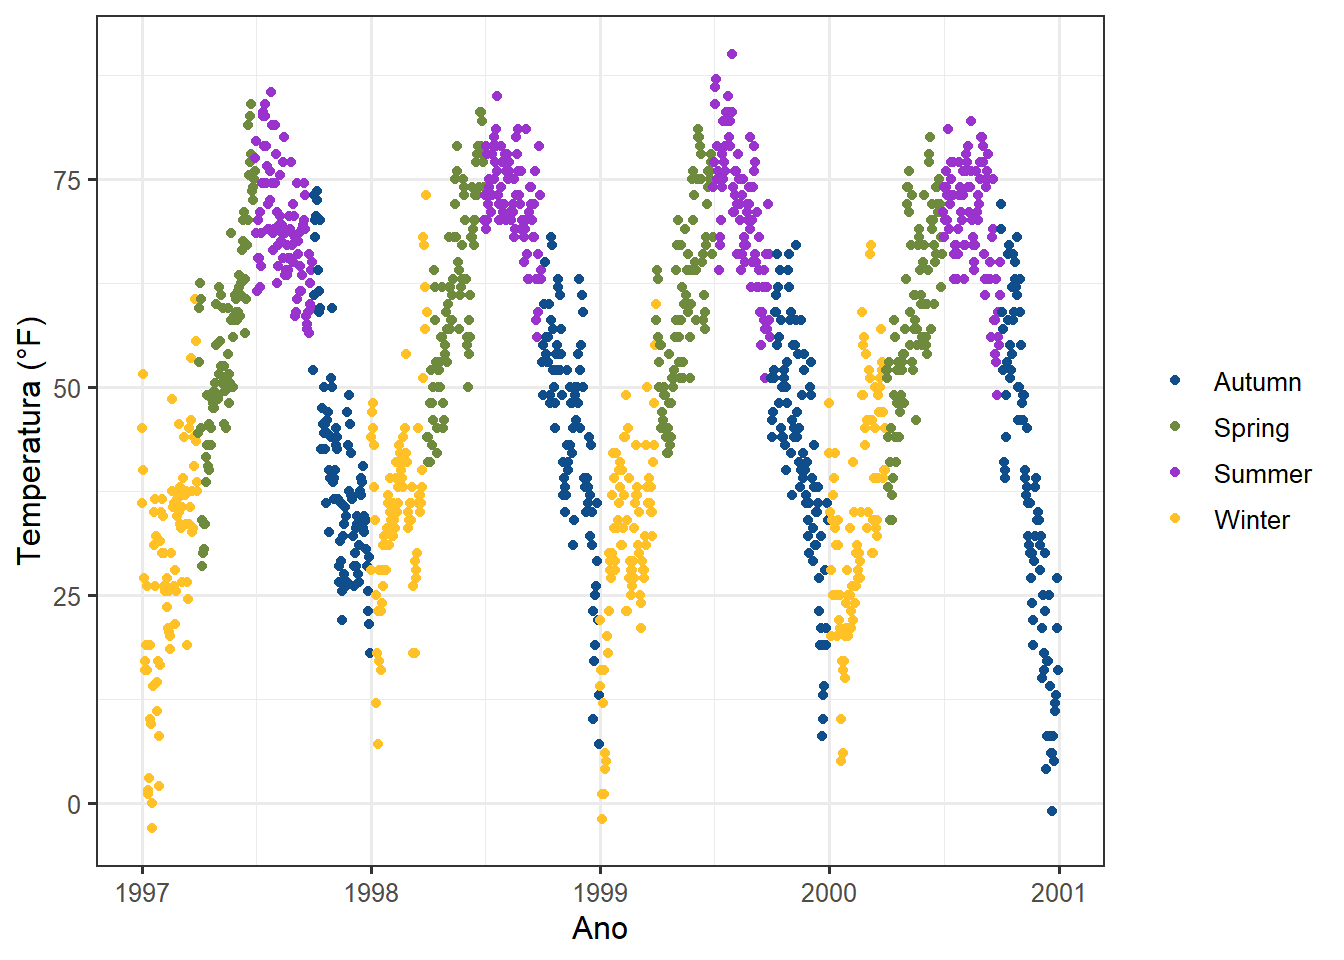 75
50
25
0
Temperatura (°F)
1997 1998 1999 2000 2001
Ano
Autumn
Spring
Summer
Winter